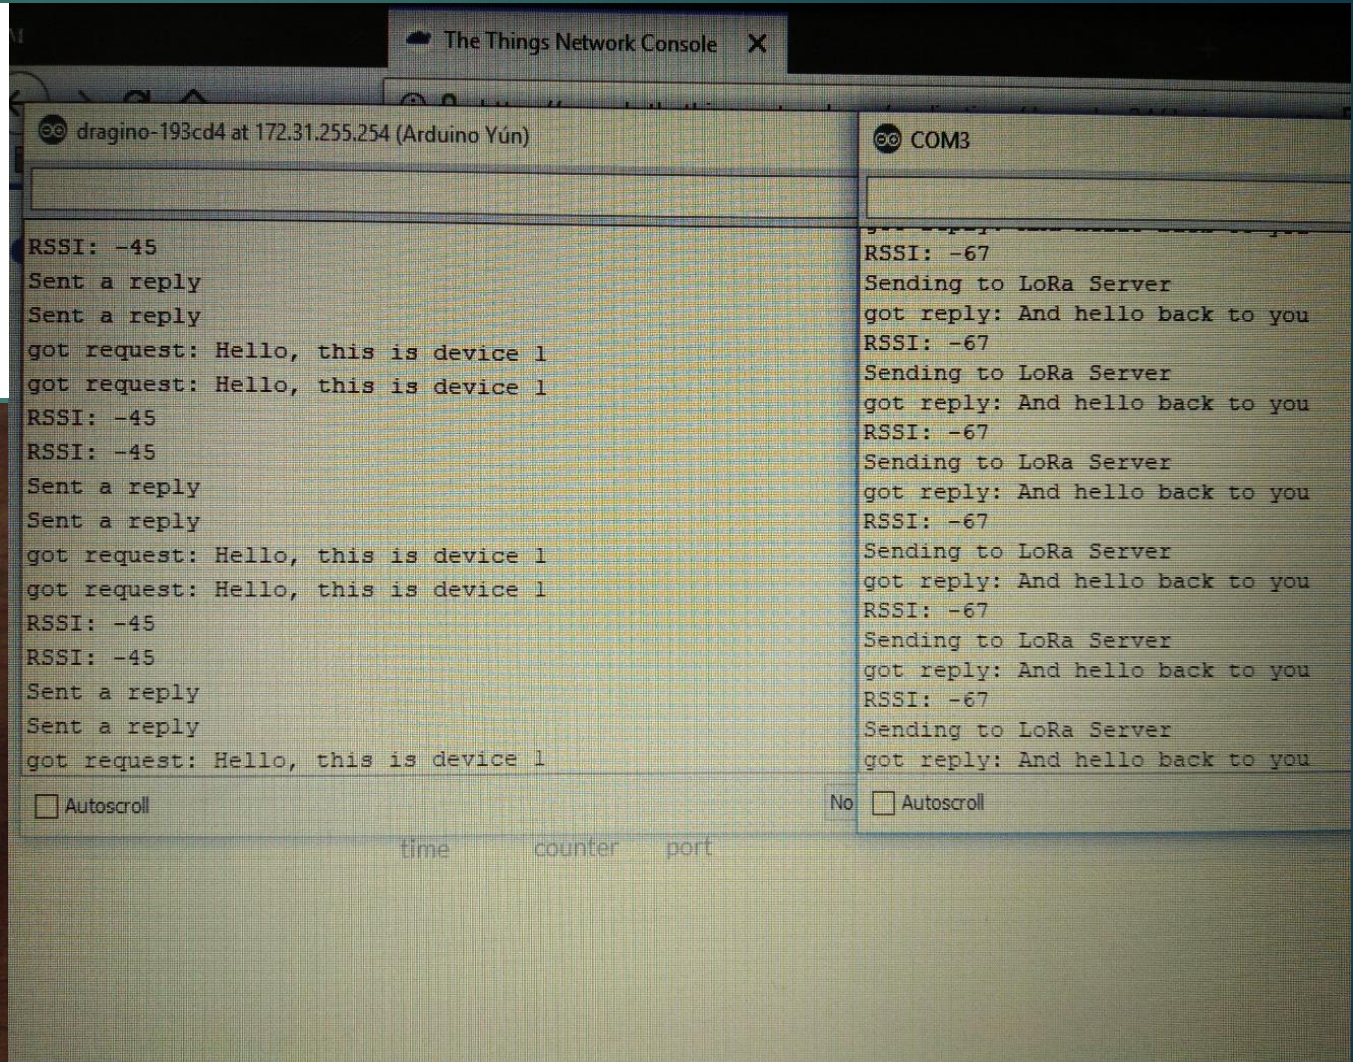 The Things Network Console
dragino-193cd4 at 172.31.255.254 (Arduino Yún)
RSSI: -45
Sent a reply
Sent a reply
got request: Hello, this is device 1
got request: Hello, this is device 1
RSSI: -45
RSSI: -45
Sent a reply
Sent a reply
got request: Hello, this is device 1
got request: Hello, this is device 1
RSSI: -45
RSSI: -45
Sent a reply
Sent a reply
got request: Hello, this is device 1
Autoscroll
No
COM3
RSSI: -67
Sending to LoRa Server
got reply: And hello back to you
RSSI: -67
Sending to LoRa Server
got reply: And hello back to you
RSSI: -67
Sending to LoRa Server
got reply: And hello back to you
RSSI: -67
Sending to LoRa Server
got reply: And hello back to you
RSSI: -67
Sending to LoRa Server
got reply: And hello back to you
RSSI: -67
Sending to LoRa Server
got reply: And hello back to you
Autoscroll
time counter port